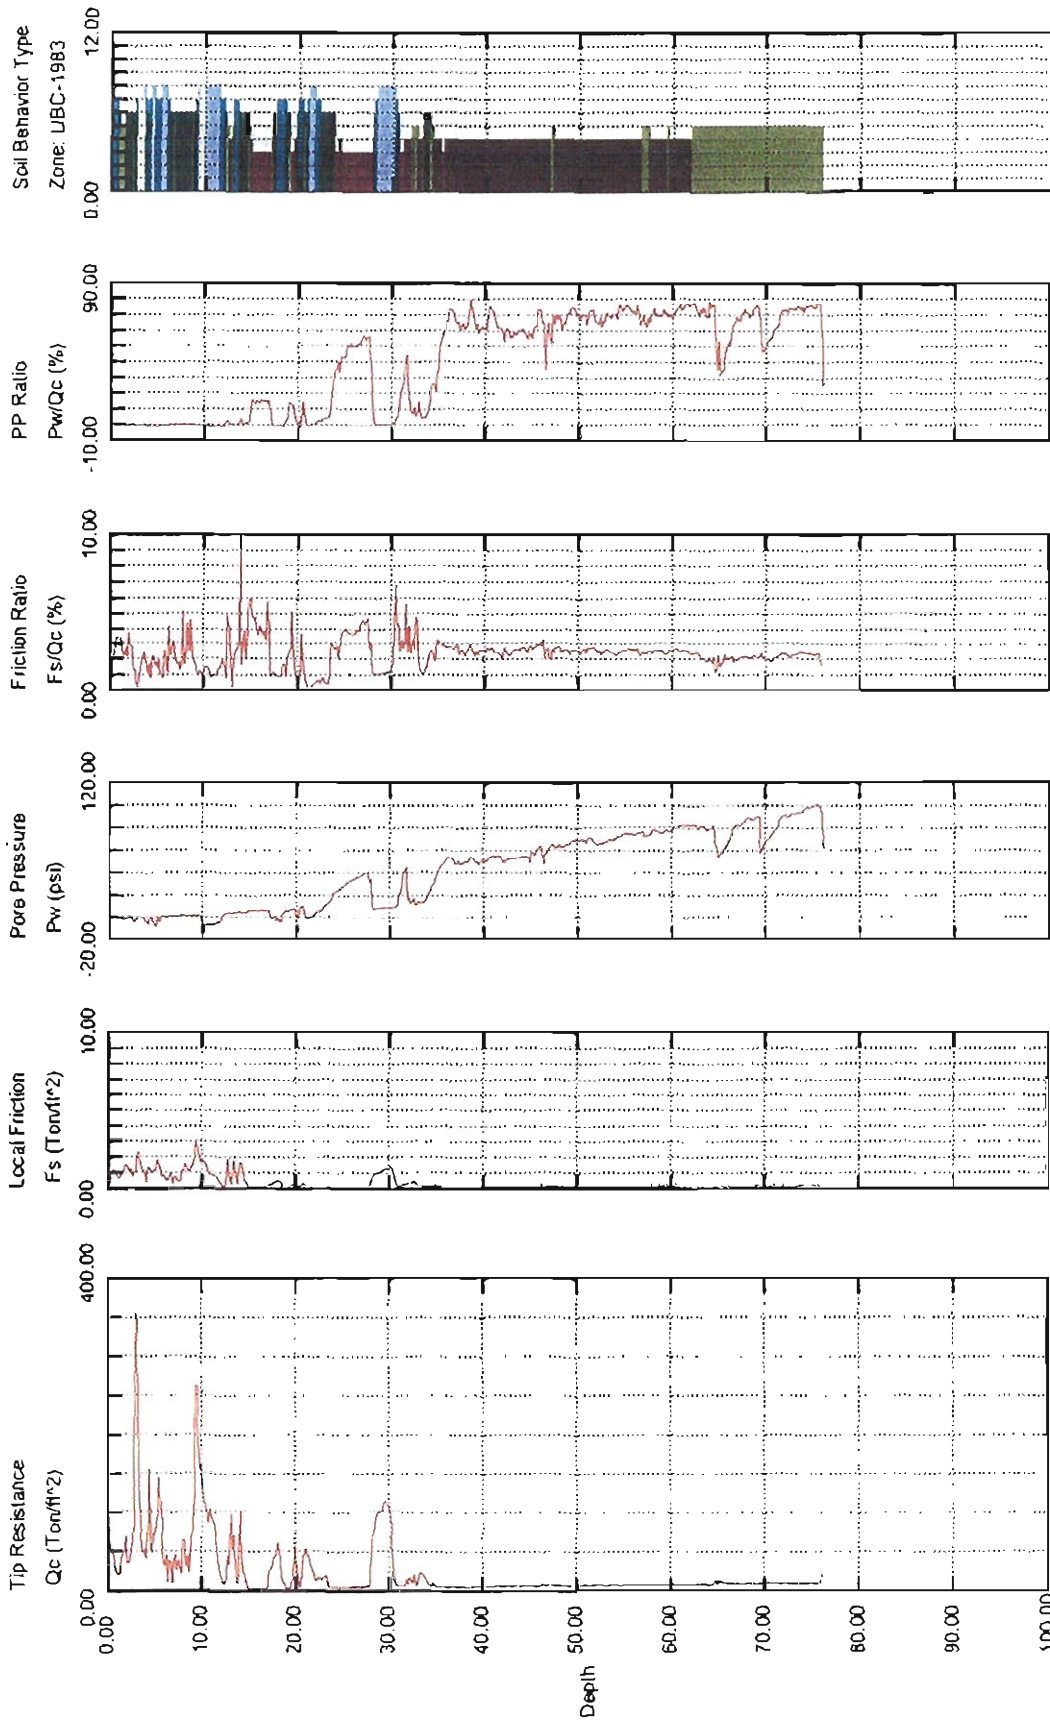 Tip Resistance
Qc (Ton/ft^2)
0.00
400.00
Local Friction
Fs (Ton/ft^2)
0.00
10.00
Pore Pressure
Pw (psi)
-20.00
120.00
Friction Ratio
Fs/Qc (%)
0.00
10.00
PP Ratio
Pw/Qc (%)
-10.00
90.00
Soil Behavior Type
Zone: UBC-1983
0.00
12.00
0.00
10.00
20.00
30.00
40.00
50.00
60.00
70.00
80.00
90.00
100.00
Depth